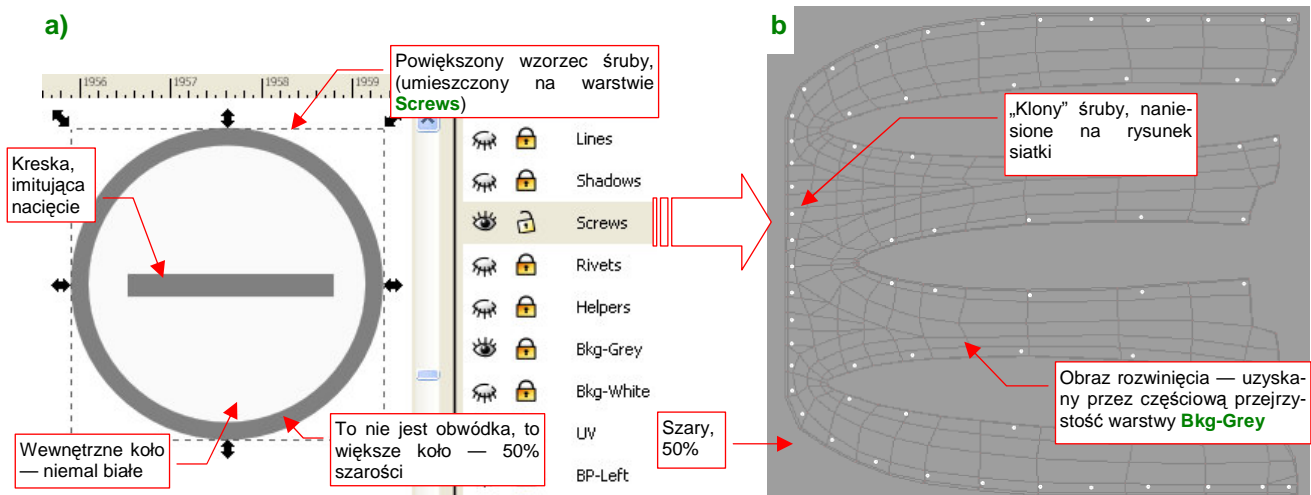 a)
1956 1957 1958 1959
Powiększony wzorzec śruby,
(umieszczony na warstwie
Screws)
Kreska,
imitująca
nacięcie
Wewnętrzne koło
— niemal białe
To nie jest obwódka, to
większe koło — 50%
szarości
Lines
Shadows
Screws
Rivets
Helpers
Bkg-Grey
Bkg-White
UV
BP-Left
b
„Klony” śruby, nanie-
sione na rysunek
siatki
Obraz rozwinięcia — uzyska-
ny przez częściową przejrzy-
stość warstwy Bkg-Grey
Szary,
50%